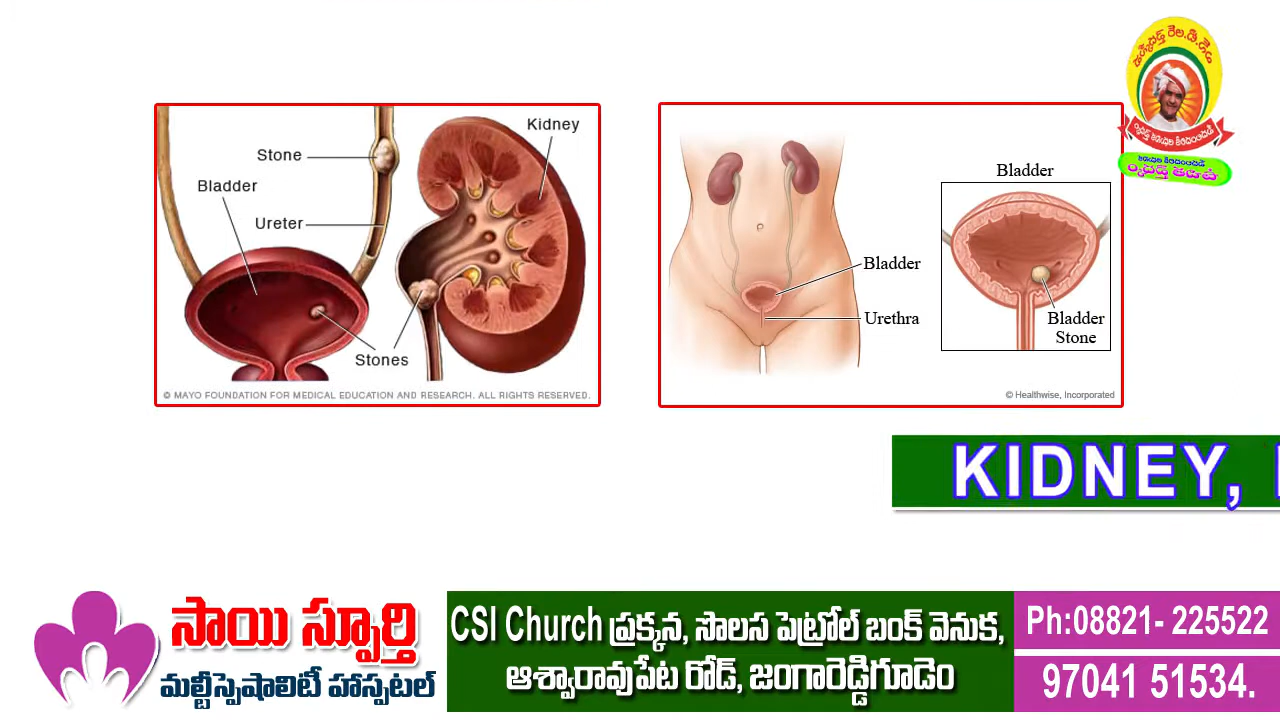 Kidney
Stone
Bladder
Ureter
Stones
© MAYO FOUNDATION FOR MEDICAL EDUCATION AND RESEARCH. ALL RIGHTS RESERVED.
Bladder
Bladder
Urethra
Bladder
Stone
© Healthwise, Incorporated
KIDNEY,
సాయి స్పూర్తి
మల్టీస్పెషాలిటీ హాస్పటల్
CSI Church ప్రక్కన, సొలస పెట్రోల్ బంక్ వెనుక,
ఆశ్వారావుపేట రోడ్, జంగారెడ్డిగూడెం
Ph:08821- 225522
97041 51534.